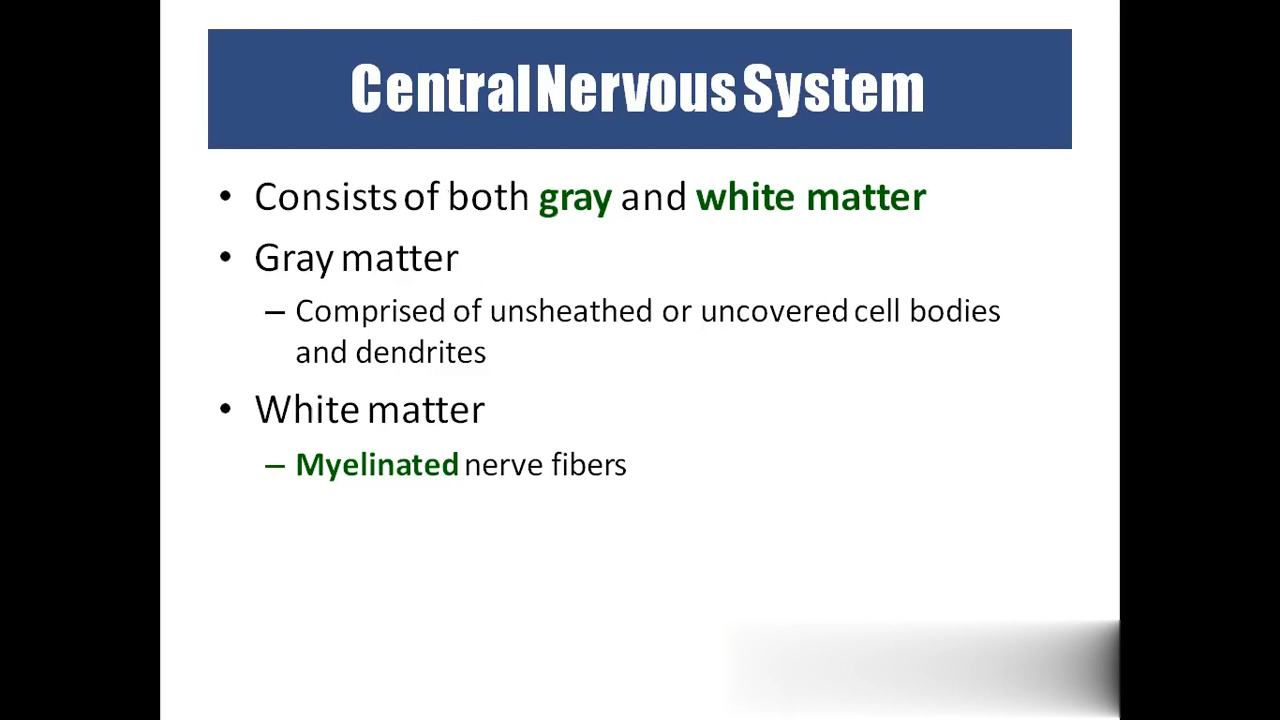 Central Nervous System
• Consists of both gray and white matter
• Gray matter
– Comprised of unsheathed or uncovered cell bodies
and dendrites
• White matter
– Myelinated nerve fibers